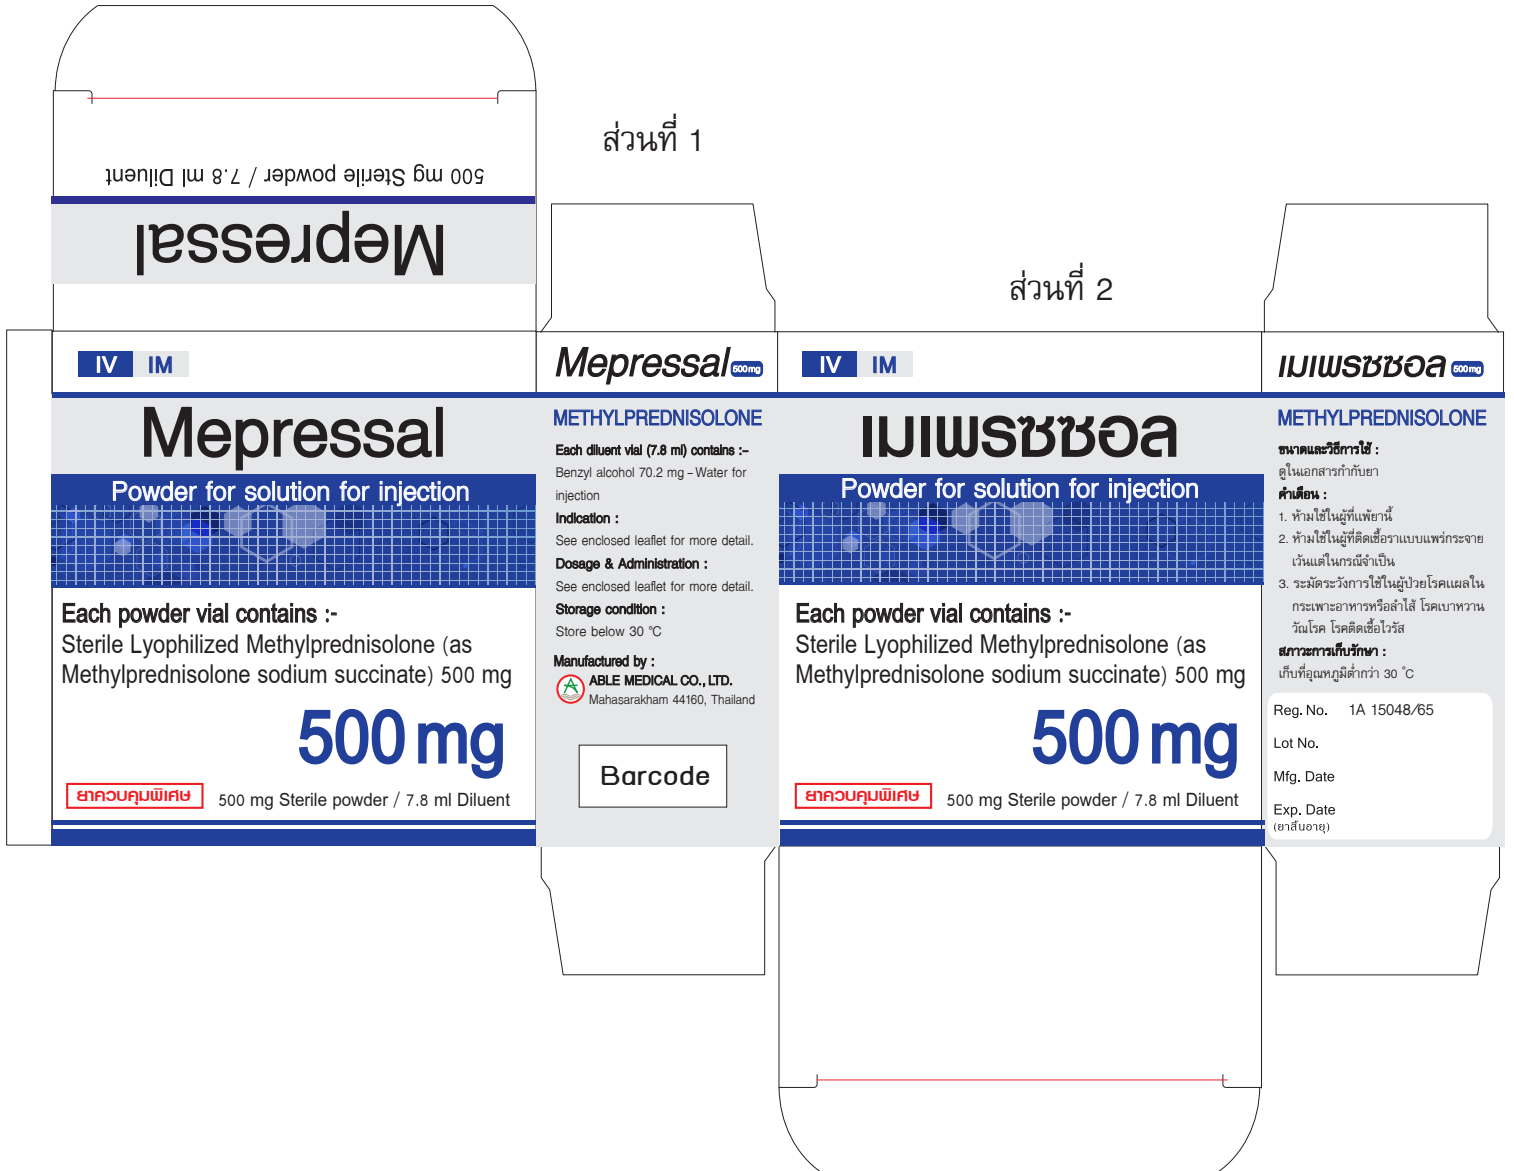 ส่วนที่ 1
500 mg Sterile powder / 7.8 ml Diluent
Mepressal
IV IM
Mepressal
Powder for solution for injection
Each powder vial contains :-
Sterile Lyophilized Methylprednisolone (as
Methylprednisolone sodium succinate) 500 mg
500 mg
ยาควบคุมพิเศษ
500 mg Sterile powder / 7.8 ml Diluent
Mepressal 500 mg
METHYLPREDNISOLONE
Each diluent vial (7.8 ml) contains :-
Benzyl alcohol 70.2 mg - Water for
injection
Indication :
See enclosed leaflet for more detail.
Dosage & Administration :
See enclosed leaflet for more detail.
Storage condition :
Store below 30 °C
Manufactured by :
ABLE MEDICAL CO., LTD.
Mahasarakham 44160, Thailand
Barcode
ส่วนที่ 2
IV IM
เมเพรซซอล
Powder for solution for injection
Each powder vial contains :-
Sterile Lyophilized Methylprednisolone (as
Methylprednisolone sodium succinate) 500 mg
500 mg
ยาควบคุมพิเศษ
500 mg Sterile powder / 7.8 ml Diluent
เมเพรซซอล 500 mg
METHYLPREDNISOLONE
ขนาดและวิธีการใช้ :
ดูในเอกสารกำกับยา
คำเตือน :
1. ห้ามใช้ในผู้ที่แพ้ยานี้
2. ห้ามใช้ในผู้ที่ติดเชื้อราแบบแพร่กระจาย
เว้นแต่ในกรณีจำเป็น
3. ระมัดระวังการใช้ในผู้ป่วยโรคแผลใน
กระเพาะอาหารหรือลำไส้ โรคเบาหวาน
วัณโรค โรคติดเชื้อไวรัส
สภาวะการเก็บรักษา :
เก็บที่อุณหภูมิต่ำกว่า 30 °C
Reg. No. 1A 15048/65
Lot No.
Mfg. Date
Exp. Date
(ยาสิ้นอายุ)